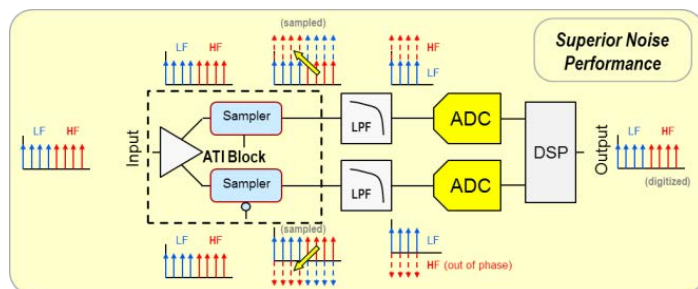 (sampled)
Superior Noise
Performance
LF HF
HF
LF
Sampler
LPF
ADC
LF HF
Input
ATI Block
DSP
Output
LF HF
(digitized)
Sampler
LPF
ADC
LF HF
(sampled)
LF
HF (out of phase)